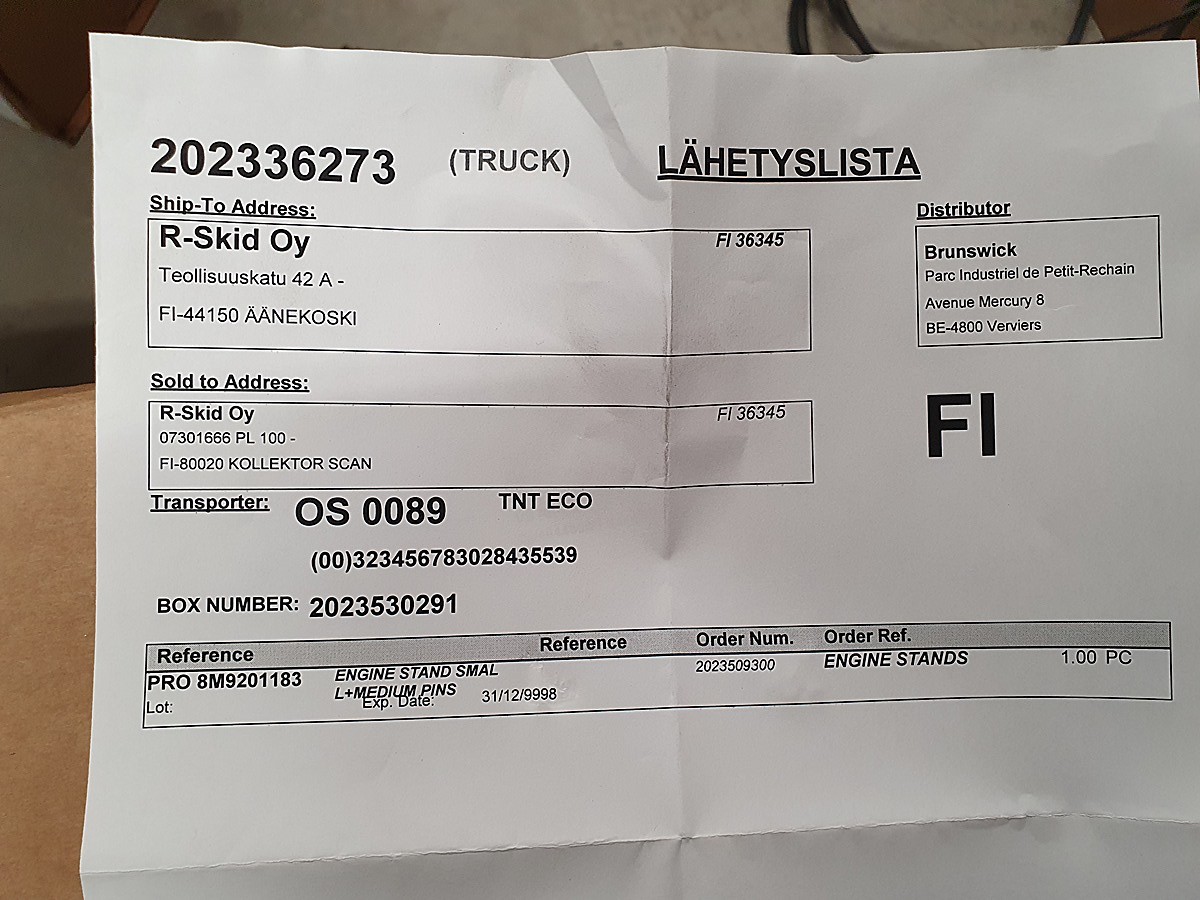 202336273 (TRUCK) LÄHETYSLISTA
Ship-To Address:
R-Skid Oy FI 36345
Teollisuuskatu 42 A -
FI-44150 ÄÄNEKOSKI
Distributor
Brunswick
Parc Industriel de Petit-Rechain
Avenue Mercury 8
BE-4800 Verviers
Sold to Address:
R-Skid Oy FI 36345
07301666 PL 100 -
FI-80020 KOLLEKTOR SCAN
FI
Transporter: OS 0089 TNT ECO
(00)323456783028435539
BOX NUMBER: 2023530291
Reference Reference Order Num. Order Ref.
PRO 8M9201183 ENGINE STAND SMAL 2023509300 ENGINE STANDS 1.00 PC
L+MEDIUM PINS
Lot: Exp. Date: 31/12/9998